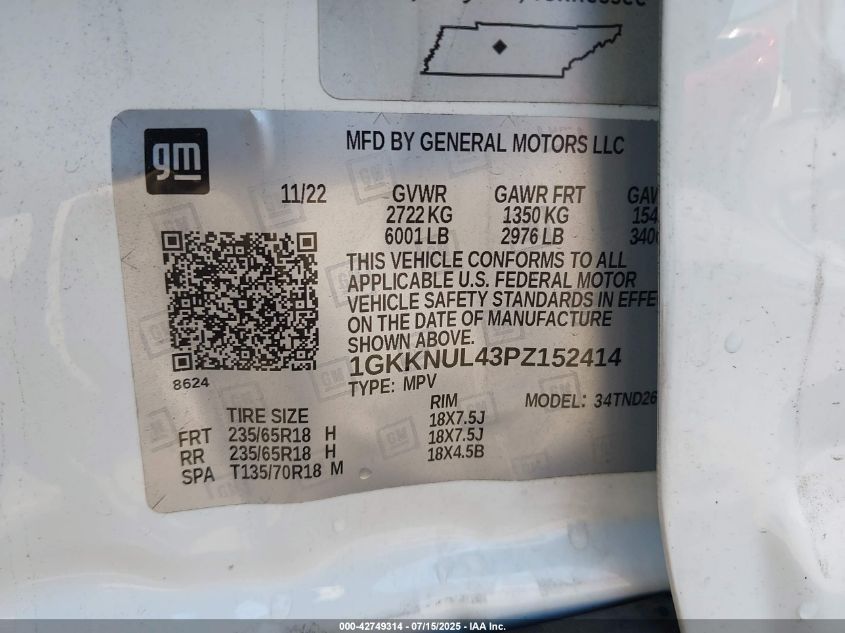 gm
MFD BY GENERAL MOTORS LLC
11/22 GVWR GAWR FRT
2722 KG 1350 KG
6001 LB 2976 LB
THIS VEHICLE CONFORMS TO ALL
APPLICABLE U.S. FEDERAL MOTOR
VEHICLE SAFETY STANDARDS IN EFFE
ON THE DATE OF MANUFACTURE
SHOWN ABOVE.
1GKKNUL43PZ152414
8624
TYPE: MPV
TIRE SIZE RIM MODEL: 34TND26
FRT 235/65R18 H 18X7.5J
RR 235/65R18 H 18X7.5J
SPA T135/70R18 M 18X4.5B
000-42749314 - 07/15/2025 - IAA Inc.